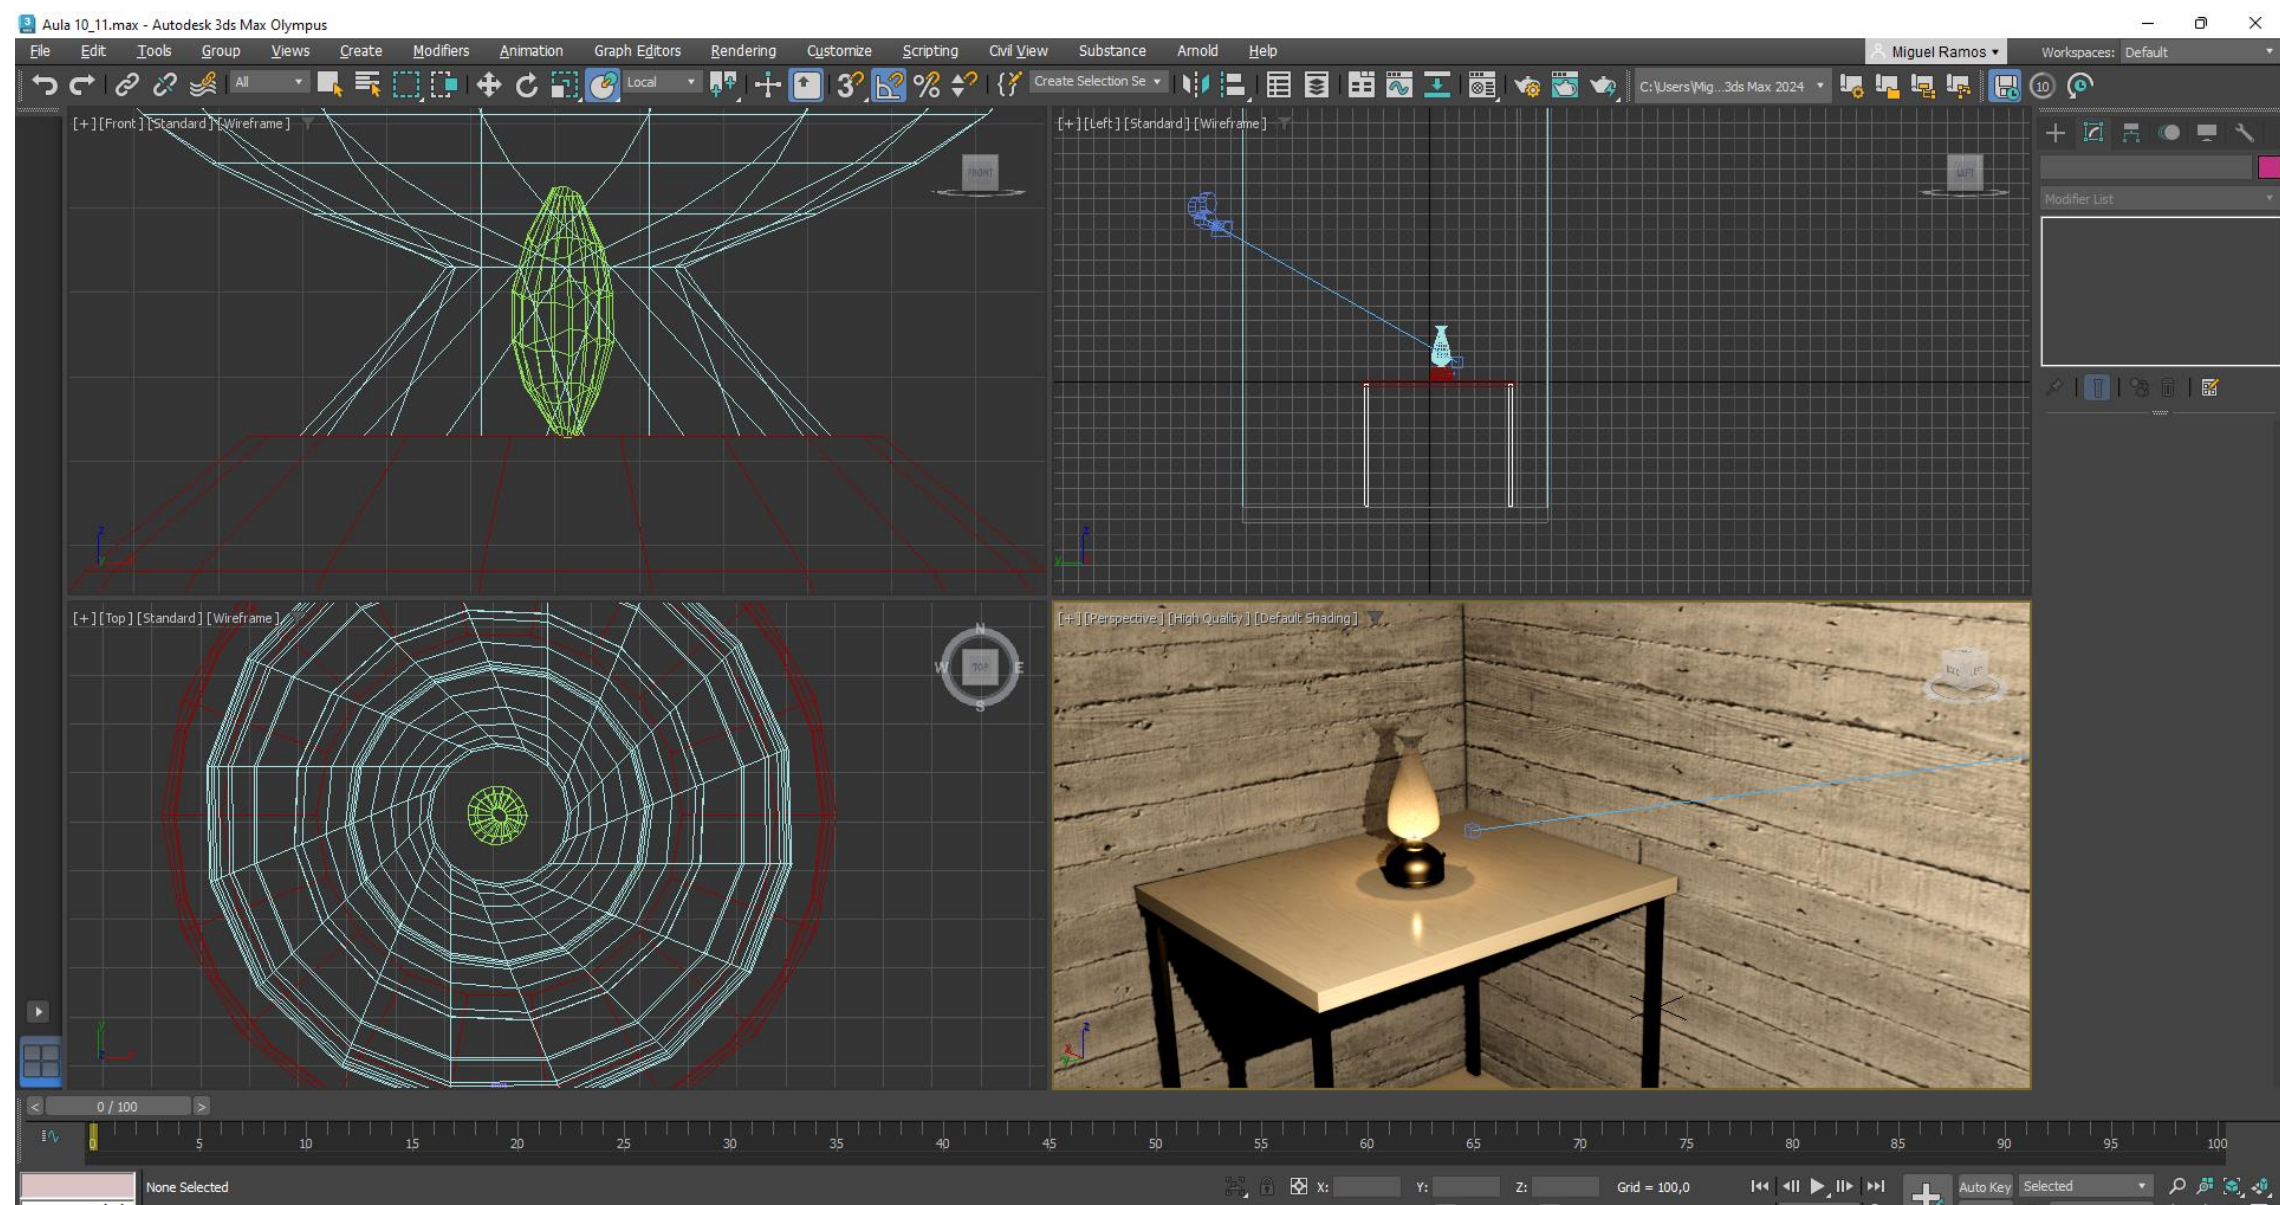 Aula 10_11.max - Autodesk 3ds Max Olympus
File Edit Tools Group Views Create Modifiers Animation Graph Editors Rendering Customize Scripting Civil View Substance Arnold Help Miguel Ramos Workspaces: Default
All Local Create Selection Se C:\Users\Mig...3ds Max 2024 10
[+] [Front] [Standard] [Wireframe]
FRONT
[+] [Left] [Standard] [Wireframe]
LEFT
Modifier List
[+] [Top] [Standard] [Wireframe]
N
W TOP E
S
[+] [Perspective] [High Quality] [Default Shading]
< 0 / 100 >
0 5 10 15 20 25 30 35 40 45 50 55 60 65 70 75 80 85 90 95 100
None Selected X: Y: Z: Grid = 100,0 Auto Key Selected